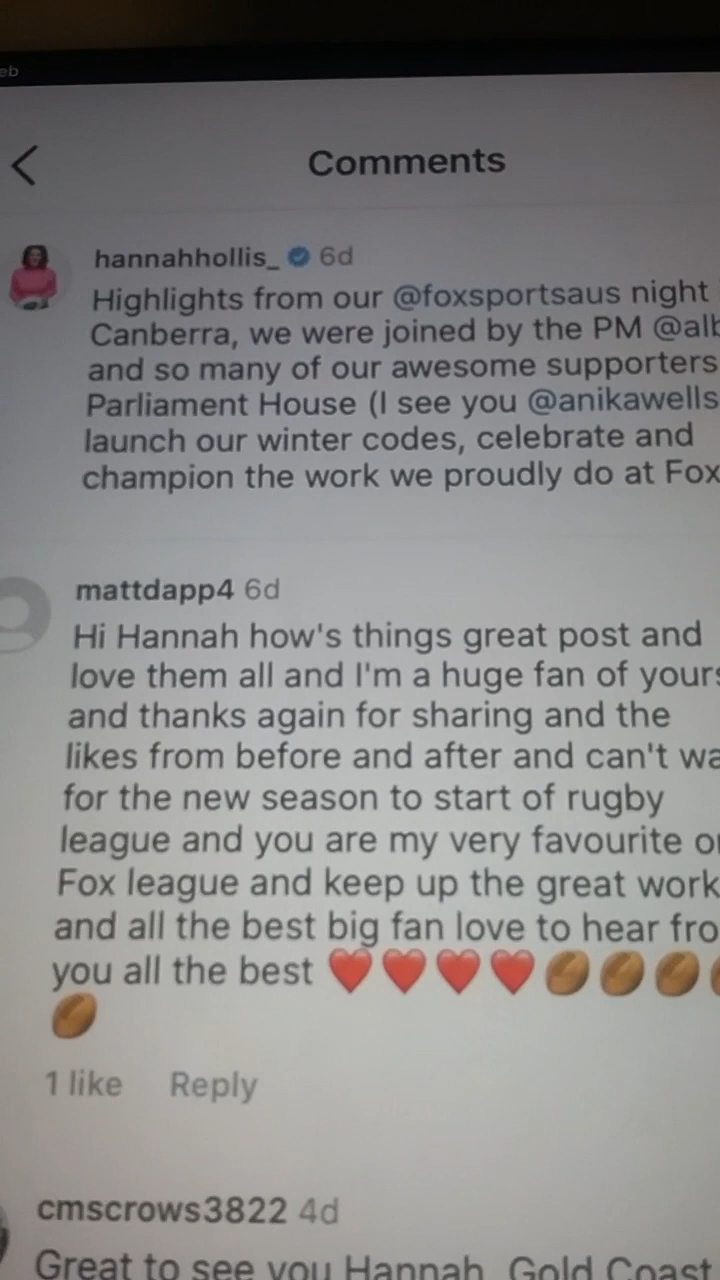 eb
Comments
hannahhollis_ 6d
Highlights from our @foxsportsaus night
Canberra, we were joined by the PM @alb
and so many of our awesome supporters
Parliament House (I see you @anikawells
launch our winter codes, celebrate and
champion the work we proudly do at Fox
mattdapp4 6d
Hi Hannah how's things great post and
love them all and I'm a huge fan of yours
and thanks again for sharing and the
likes from before and after and can't wa
for the new season to start of rugby
league and you are my very favourite o
Fox league and keep up the great work
and all the best big fan love to hear fro
you all the best ❤️❤️❤️❤️🏉🏉🏉🏉
🏉
1 like Reply
cmscrows3822 4d
Great to see you Hannah Gold Coast